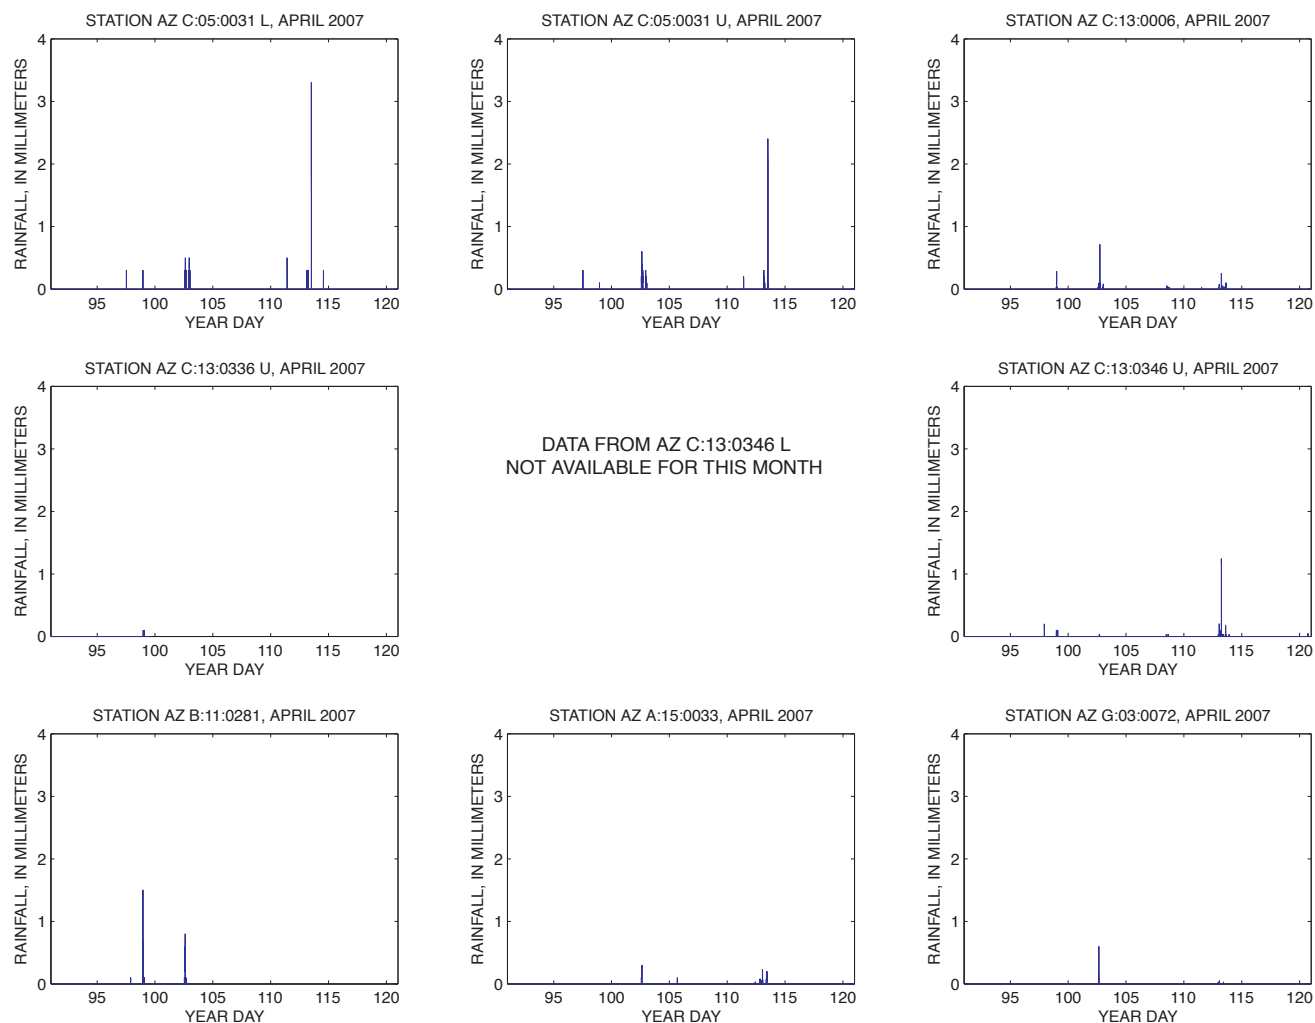 STATION AZ C:05:0031 L, APRIL 2007
4
3
2
1
0
RAINFALL, IN MILLIMETERS
95 100 105 110 115 120
YEAR DAY
STATION AZ C:05:0031 U, APRIL 2007
4
3
2
1
0
RAINFALL, IN MILLIMETERS
95 100 105 110 115 120
YEAR DAY
STATION AZ C:13:0006, APRIL 2007
4
3
2
1
0
RAINFALL, IN MILLIMETERS
95 100 105 110 115 120
YEAR DAY
STATION AZ C:13:0336 U, APRIL 2007
4
3
2
1
0
RAINFALL, IN MILLIMETERS
95 100 105 110 115 120
YEAR DAY
DATA FROM AZ C:13:0346 L
NOT AVAILABLE FOR THIS MONTH
STATION AZ C:13:0346 U, APRIL 2007
4
3
2
1
0
RAINFALL, IN MILLIMETERS
95 100 105 110 115 120
YEAR DAY
STATION AZ B:11:0281, APRIL 2007
4
3
2
1
0
RAINFALL, IN MILLIMETERS
95 100 105 110 115 120
YEAR DAY
STATION AZ A:15:0033, APRIL 2007
4
3
2
1
0
RAINFALL, IN MILLIMETERS
95 100 105 110 115 120
YEAR DAY
STATION AZ G:03:0072, APRIL 2007
4
3
2
1
0
RAINFALL, IN MILLIMETERS
95 100 105 110 115 120
YEAR DAY